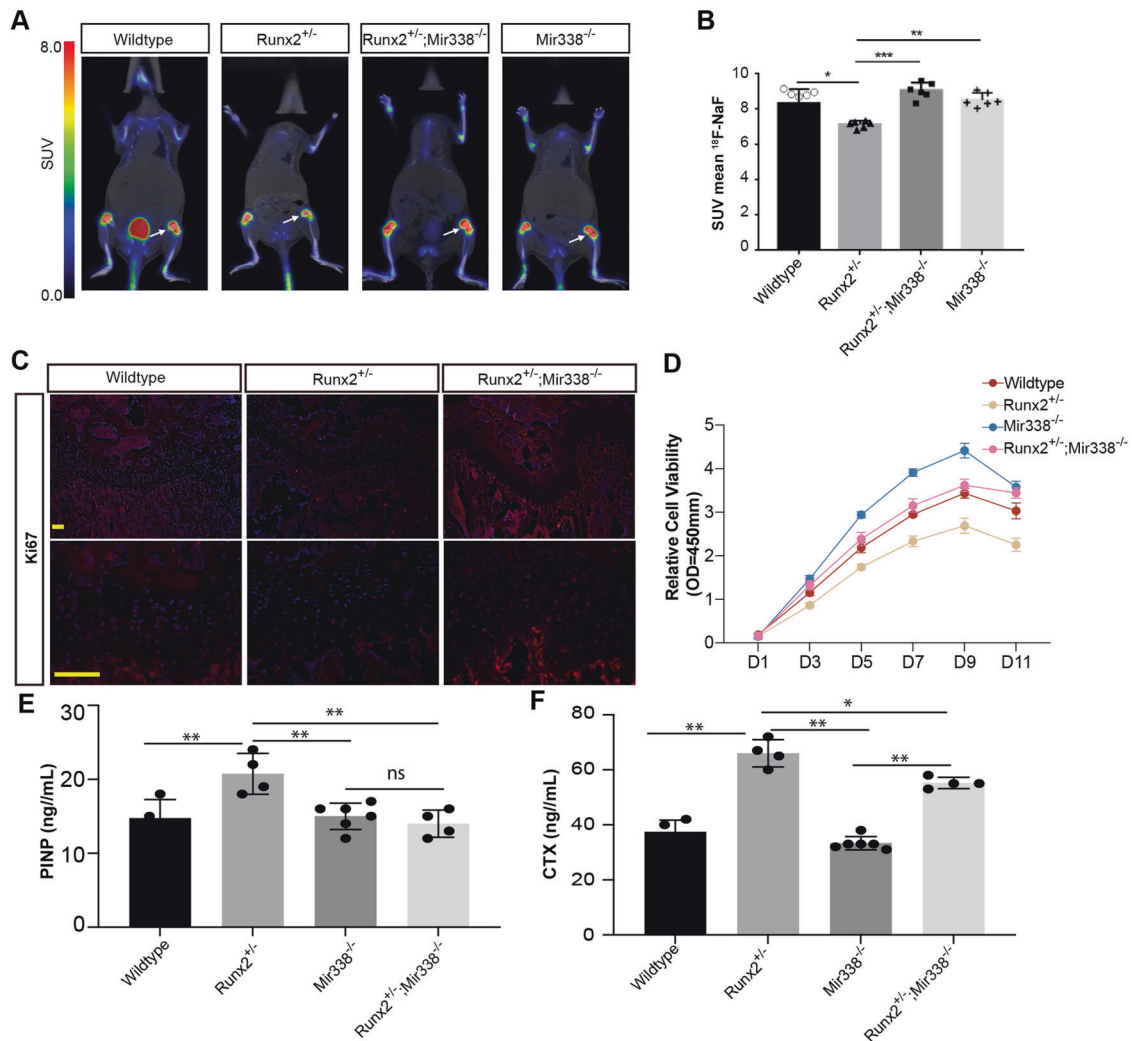 A
Wildtype
Runx2+/-
Runx2+/-;Mir338-/-
Mir338-/-
8.0
SUV
0.0
B
SUV mean 18F-NaF
10
8
6
4
2
0
*
***
**
Wildtype
Runx2+/-
Runx2+/-;Mir338-/-
Mir338-/-
C
Wildtype
Runx2+/-
Runx2+/-;Mir338-/-
Ki67
D
Wildtype
Runx2+/-
Mir338-/-
Runx2+/-;Mir338-/-
Relative Cell Viability
(OD=450mm)
5
4
3
2
1
0
D1 D3 D5 D7 D9 D11
E
PINP (ng//mL)
30
20
10
0
**
**
**
ns
Wildtype
Runx2+/-
Mir338-/-
Runx2+/-;Mir338-/-
F
CTX (ng//mL)
80
60
40
20
0
**
*
**
**
Wildtype
Runx2+/-
Mir338-/-
Runx2+/-;Mir338-/-